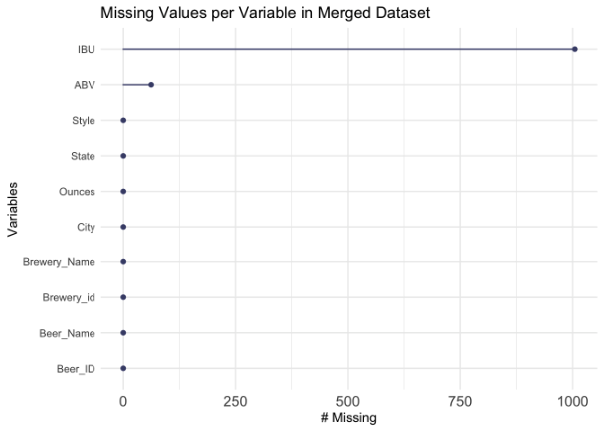 Missing Values per Variable in Merged Dataset
IBU
ABV
Style
State
Ounces
City
Brewery_Name
Brewery_id
Beer_Name
Beer_ID
Variables
0 250 500 750 1000
# Missing